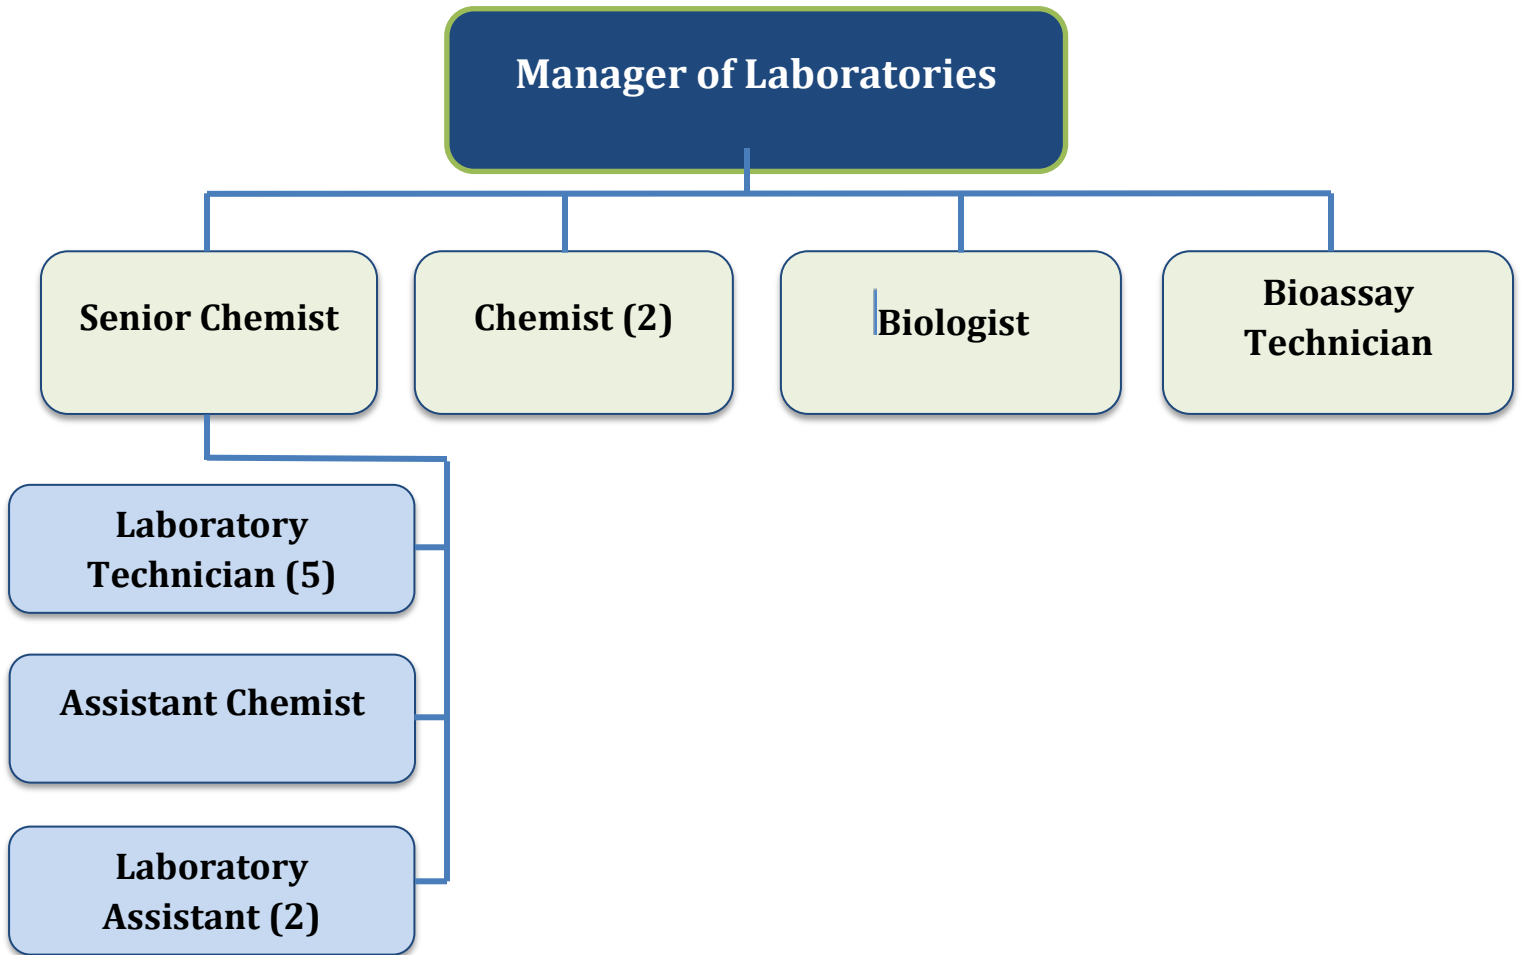 Manager of Laboratories
Senior Chemist
Chemist (2)
Biologist
Bioassay
Technician
Laboratory
Technician (5)
Assistant Chemist
Laboratory
Assistant (2)